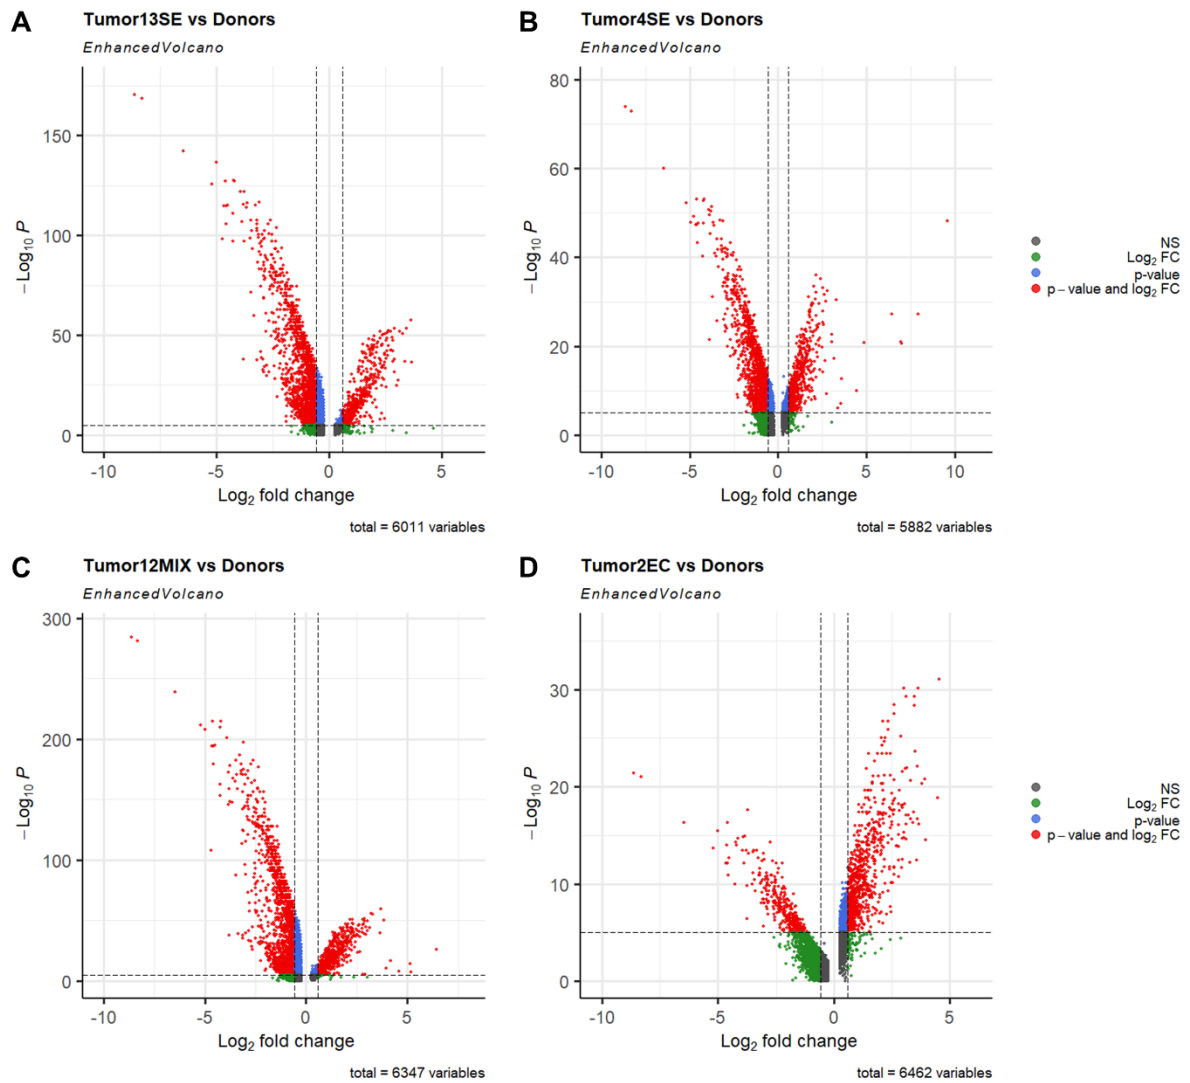 A
Tumor13SE vs Donors
EnhancedVolcano
150
100
50
0
-10
-5
0
5
−Log10 P
Log2 fold change
total = 6011 variables
B
Tumor4SE vs Donors
EnhancedVolcano
80
60
40
20
0
-10
-5
0
5
10
−Log10 P
Log2 fold change
total = 5882 variables
NS
Log2 FC
p-value
p − value and log2 FC
C
Tumor12MIX vs Donors
EnhancedVolcano
300
200
100
0
-10
-5
0
5
−Log10 P
Log2 fold change
total = 6347 variables
D
Tumor2EC vs Donors
EnhancedVolcano
30
20
10
0
-10
-5
0
5
−Log10 P
Log2 fold change
total = 6462 variables
NS
Log2 FC
p-value
p − value and log2 FC